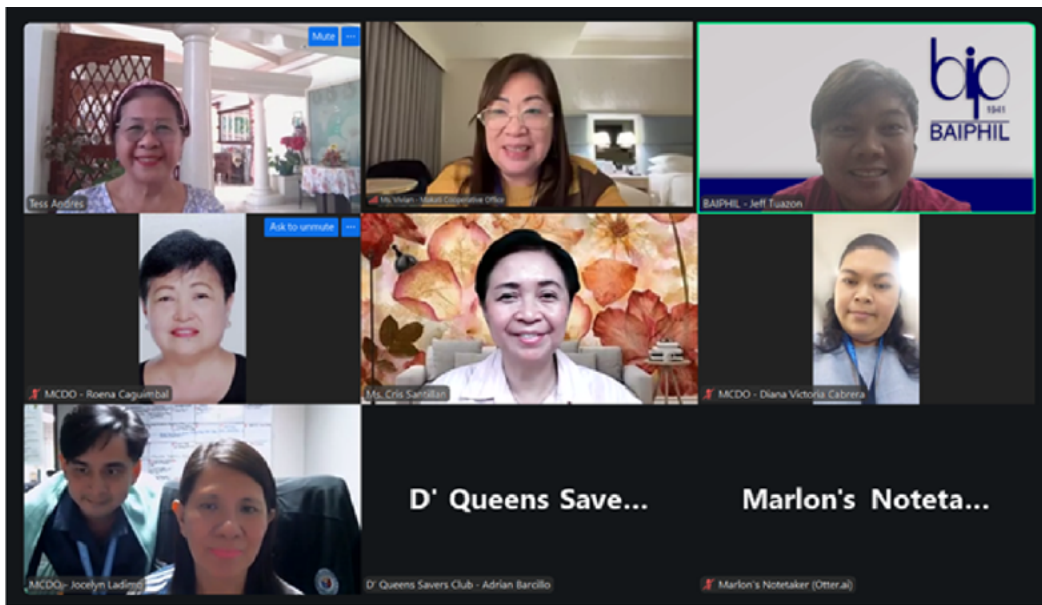 Mute
Tess Andres
Ms. Vivian - Makati Cooperative Office
bip
1941
BAIPHIL
BAIPHIL - Jeff Tuazon
Ask to unmute
MCDO - Roena Caguimbal
Ms. Cris Santillan
MCDO - Diana Victoria Cabrera
MCDO - Jocelyn Ladimo
D' Queens Save...
D' Queens Savers Club - Adrian Barcillo
Marlon's Noteta...
Marlon's Notetaker (Otter.ai)